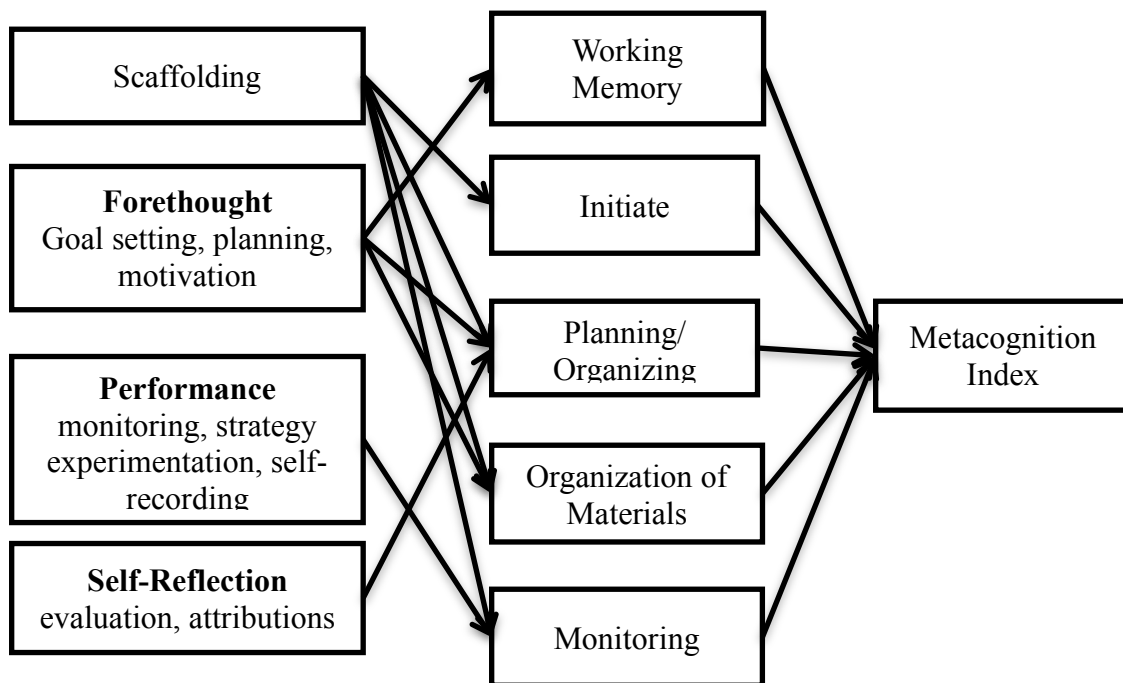 Scaffolding
Forethought
Goal setting, planning,
motivation
Performance
monitoring, strategy
experimentation, self-
recording
Self-Reflection
evaluation, attributions
Working
Memory
Initiate
Planning/
Organizing
Organization of
Materials
Monitoring
Metacognition
Index